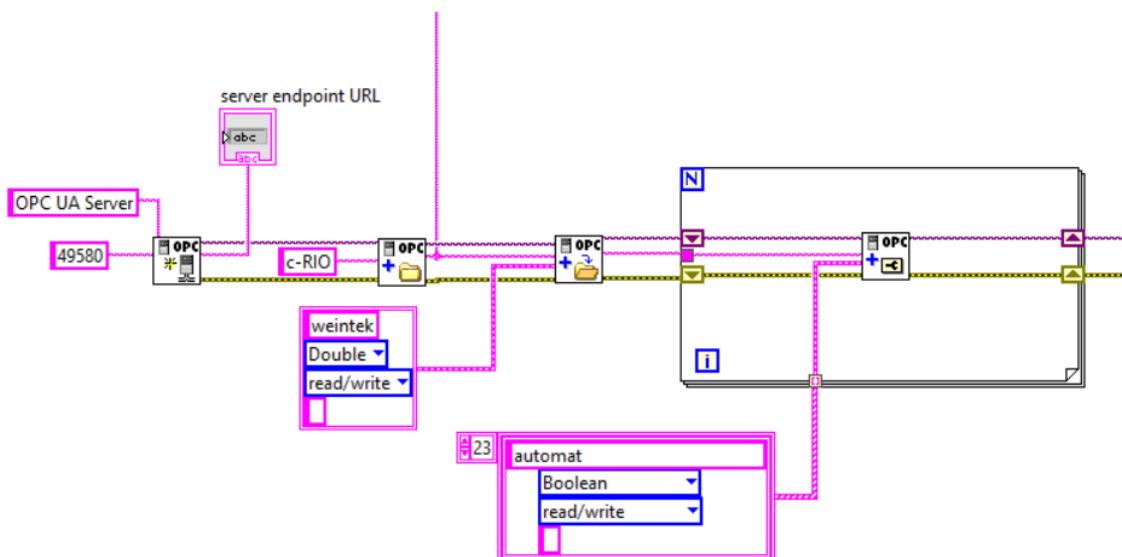 server endpoint URL
abc
abc
OPC UA Server
49580
OPC
c-RIO
OPC
OPC
N
OPC
weintek
Double
read/write
i
23
automat
Boolean
read/write